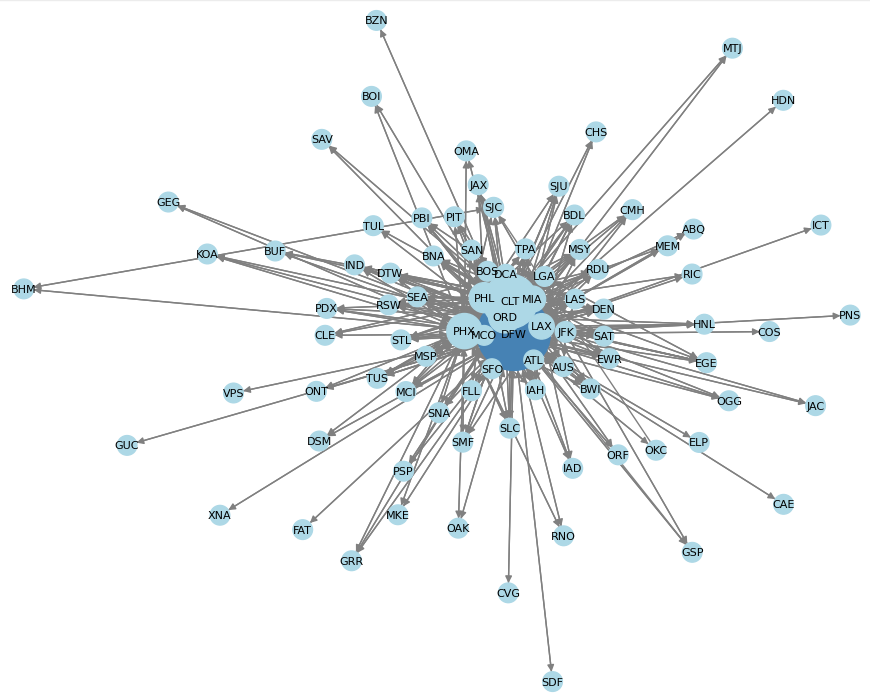 BZN
MTJ
BOI
HDN
CHS
SAV
OMA
JAX
SJU
GEG
SJC
CMH
PBI
PIT
BDL
TUL
ICT
ABQ
KOA
BUF
SAN
TPA
MSY
MEM
BNA
IND
DTW
BOS
DCA
LGA
RDU
RIC
BHM
SEA
PHL
CLT
MIA
LAS
RSW
PDX
DEN
ORD
PNS
HNL
LAX
CLE
PHX
MCO
DFW
JFK
SAT
COS
STL
MSP
ATL
EWR
EGE
SFO
AUS
TUS
VPS
ONT
MCI
FLL
IAH
BWI
OGG
JAC
SNA
SLC
GUC
DSM
SMF
ELP
OKC
ORF
PSP
IAD
CAE
XNA
MKE
FAT
OAK
RNO
GSP
GRR
CVG
SDF